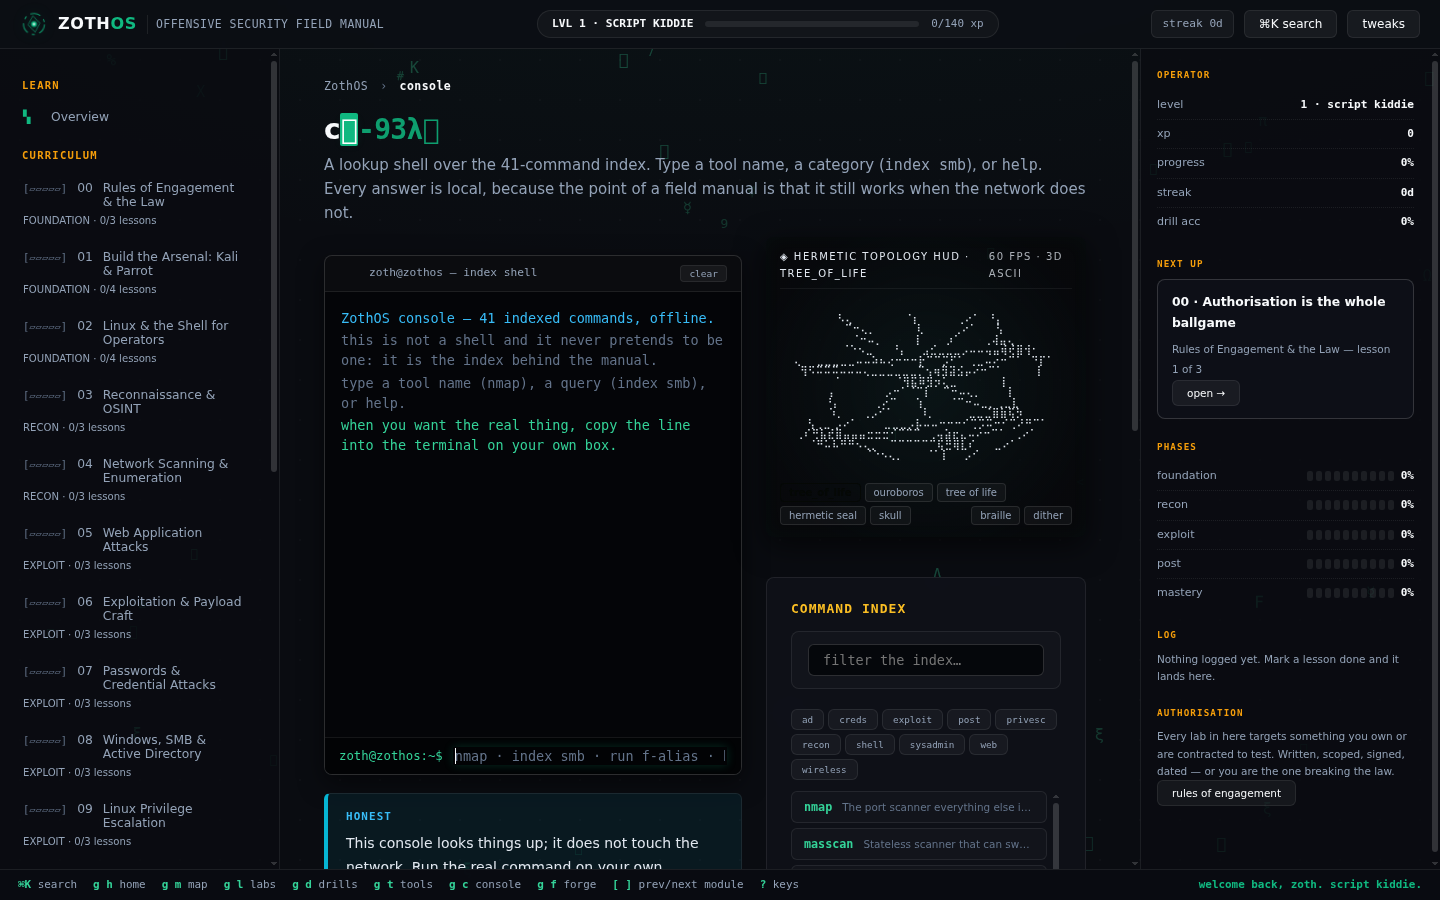 ZOTHOS
OFFENSIVE SECURITY FIELD MANUAL
LVL 1 · SCRIPT KIDDIE
0/140 xp
streak 0d
⌘K search
tweaks
LEARN
Overview
CURRICULUM
00 Rules of Engagement & the Law
FOUNDATION · 0/3 lessons
01 Build the Arsenal: Kali & Parrot
FOUNDATION · 0/4 lessons
02 Linux & the Shell for Operators
FOUNDATION · 0/4 lessons
03 Reconnaissance & OSINT
RECON · 0/3 lessons
04 Network Scanning & Enumeration
RECON · 0/3 lessons
05 Web Application Attacks
EXPLOIT · 0/3 lessons
06 Exploitation & Payload Craft
EXPLOIT · 0/3 lessons
07 Passwords & Credential Attacks
EXPLOIT · 0/3 lessons
08 Windows, SMB & Active Directory
EXPLOIT · 0/3 lessons
09 Linux Privilege Escalation
EXPLOIT · 0/3 lessons
ZothOS › console
A lookup shell over the 41-command index. Type a tool name, a category (index smb), or help.
Every answer is local, because the point of a field manual is that it still works when the network does
not.
zoth@zothos — index shell
clear
ZothOS console — 41 indexed commands, offline.
this is not a shell and it never pretends to be
one: it is the index behind the manual.
type a tool name (nmap), a query (index smb),
or help.
when you want the real thing, copy the line
into the terminal on your own box.
zoth@zothos:~$ nmap · index smb · run f-alias ·
HONEST
This console looks things up; it does not touch the
network. Run the real command on your own
◈ HERMETIC TOPOLOGY HUD ·
TREE_OF_LIFE
60 FPS · 3D
ASCII
ouroboros
tree of life
hermetic seal
skull
braille
dither
COMMAND INDEX
filter the index…
ad
creds
exploit
post
privesc
recon
shell
sysadmin
web
wireless
nmap The port scanner everything else i…
masscan Stateless scanner that can sw…
OPERATOR
level 1 · script kiddie
xp 0
progress 0%
streak 0d
drill acc 0%
NEXT UP
00 · Authorisation is the whole
ballgame
Rules of Engagement & the Law — lesson
1 of 3
open →
PHASES
foundation 0%
recon 0%
exploit 0%
post 0%
mastery 0%
LOG
Nothing logged yet. Mark a lesson done and it
lands here.
AUTHORISATION
Every lab in here targets something you own or
are contracted to test. Written, scoped, signed,
dated — or you are the one breaking the law.
rules of engagement
⌘K search
g h home
g m map
g l labs
g d drills
g t tools
g c console
g f forge
[ ] prev/next module
? keys
welcome back, zoth. script kiddie.